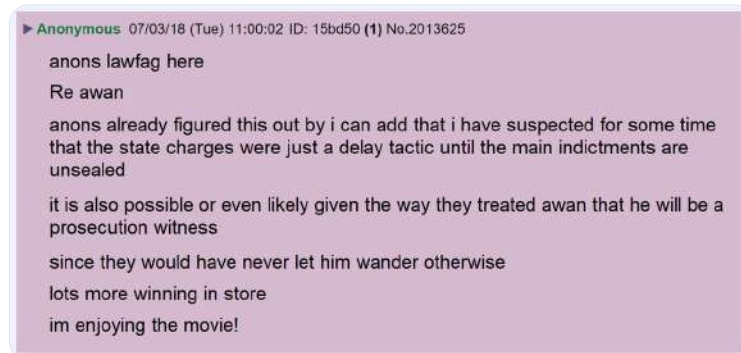 ▶ Anonymous 07/03/18 (Tue) 11:00:02 ID: 15bd50 (1) No.2013625
anons lawfag here
Re awan
anons already figured this out by i can add that i have suspected for some time
that the state charges were just a delay tactic until the main indictments are
unsealed
it is also possible or even likely given the way they treated awan that he will be a
prosecution witness
since they would have never let him wander otherwise
lots more winning in store
im enjoying the movie!